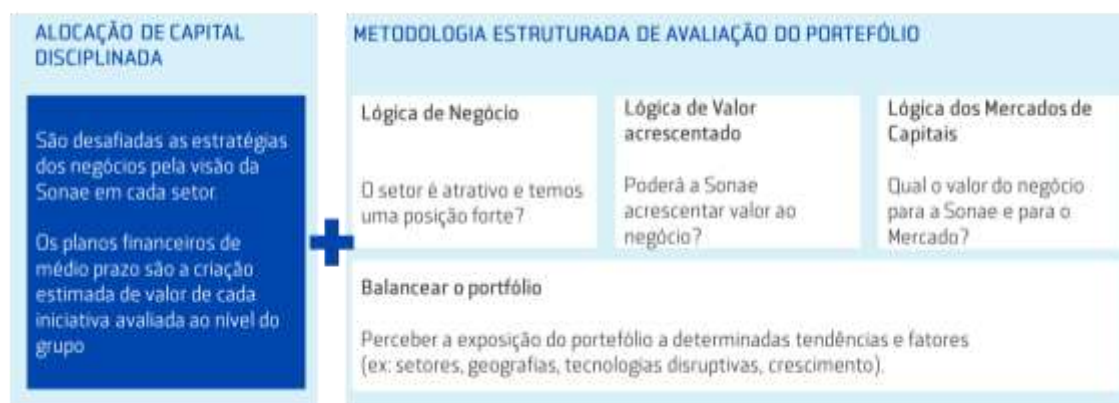 ALOCAÇÃO DE CAPITAL
DISCIPLINADA
São desafiadas as estratégias
dos negócios pela visão da
Sonae em cada setor
Os planos financeiros de
médio prazo são a criação
estimada de valor de cada
iniciativa avaliada ao nível do
grupo
METODOLOGIA ESTRUTURADA DE AVALIAÇÃO DO PORTEFÓLIO
Lógica de Negócio
O setor é atrativo e temos
uma posição forte?
Lógica de Valor
acrescentado
Poderá a Sonae
acrescentar valor ao
negócio?
Lógica dos Mercados de
Capitais
Qual o valor do negócio
para a Sonae e para o
Mercado?
Balancear o portfólio
Perceber a exposição do portefólio a determinadas tendências e fatores
(ex: setores, geografias, tecnologias disruptivas, crescimento).